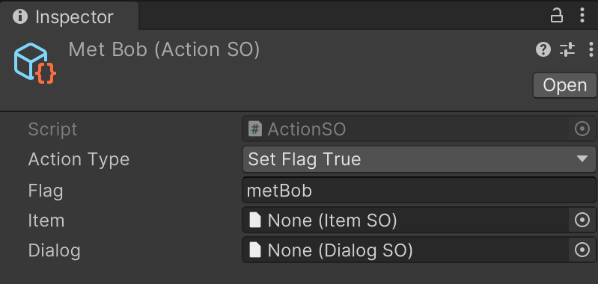 Inspector
Met Bob (Action SO)
Open
Script # ActionSO
Action Type Set Flag True
Flag metBob
Item None (Item SO)
Dialog None (Dialog SO)